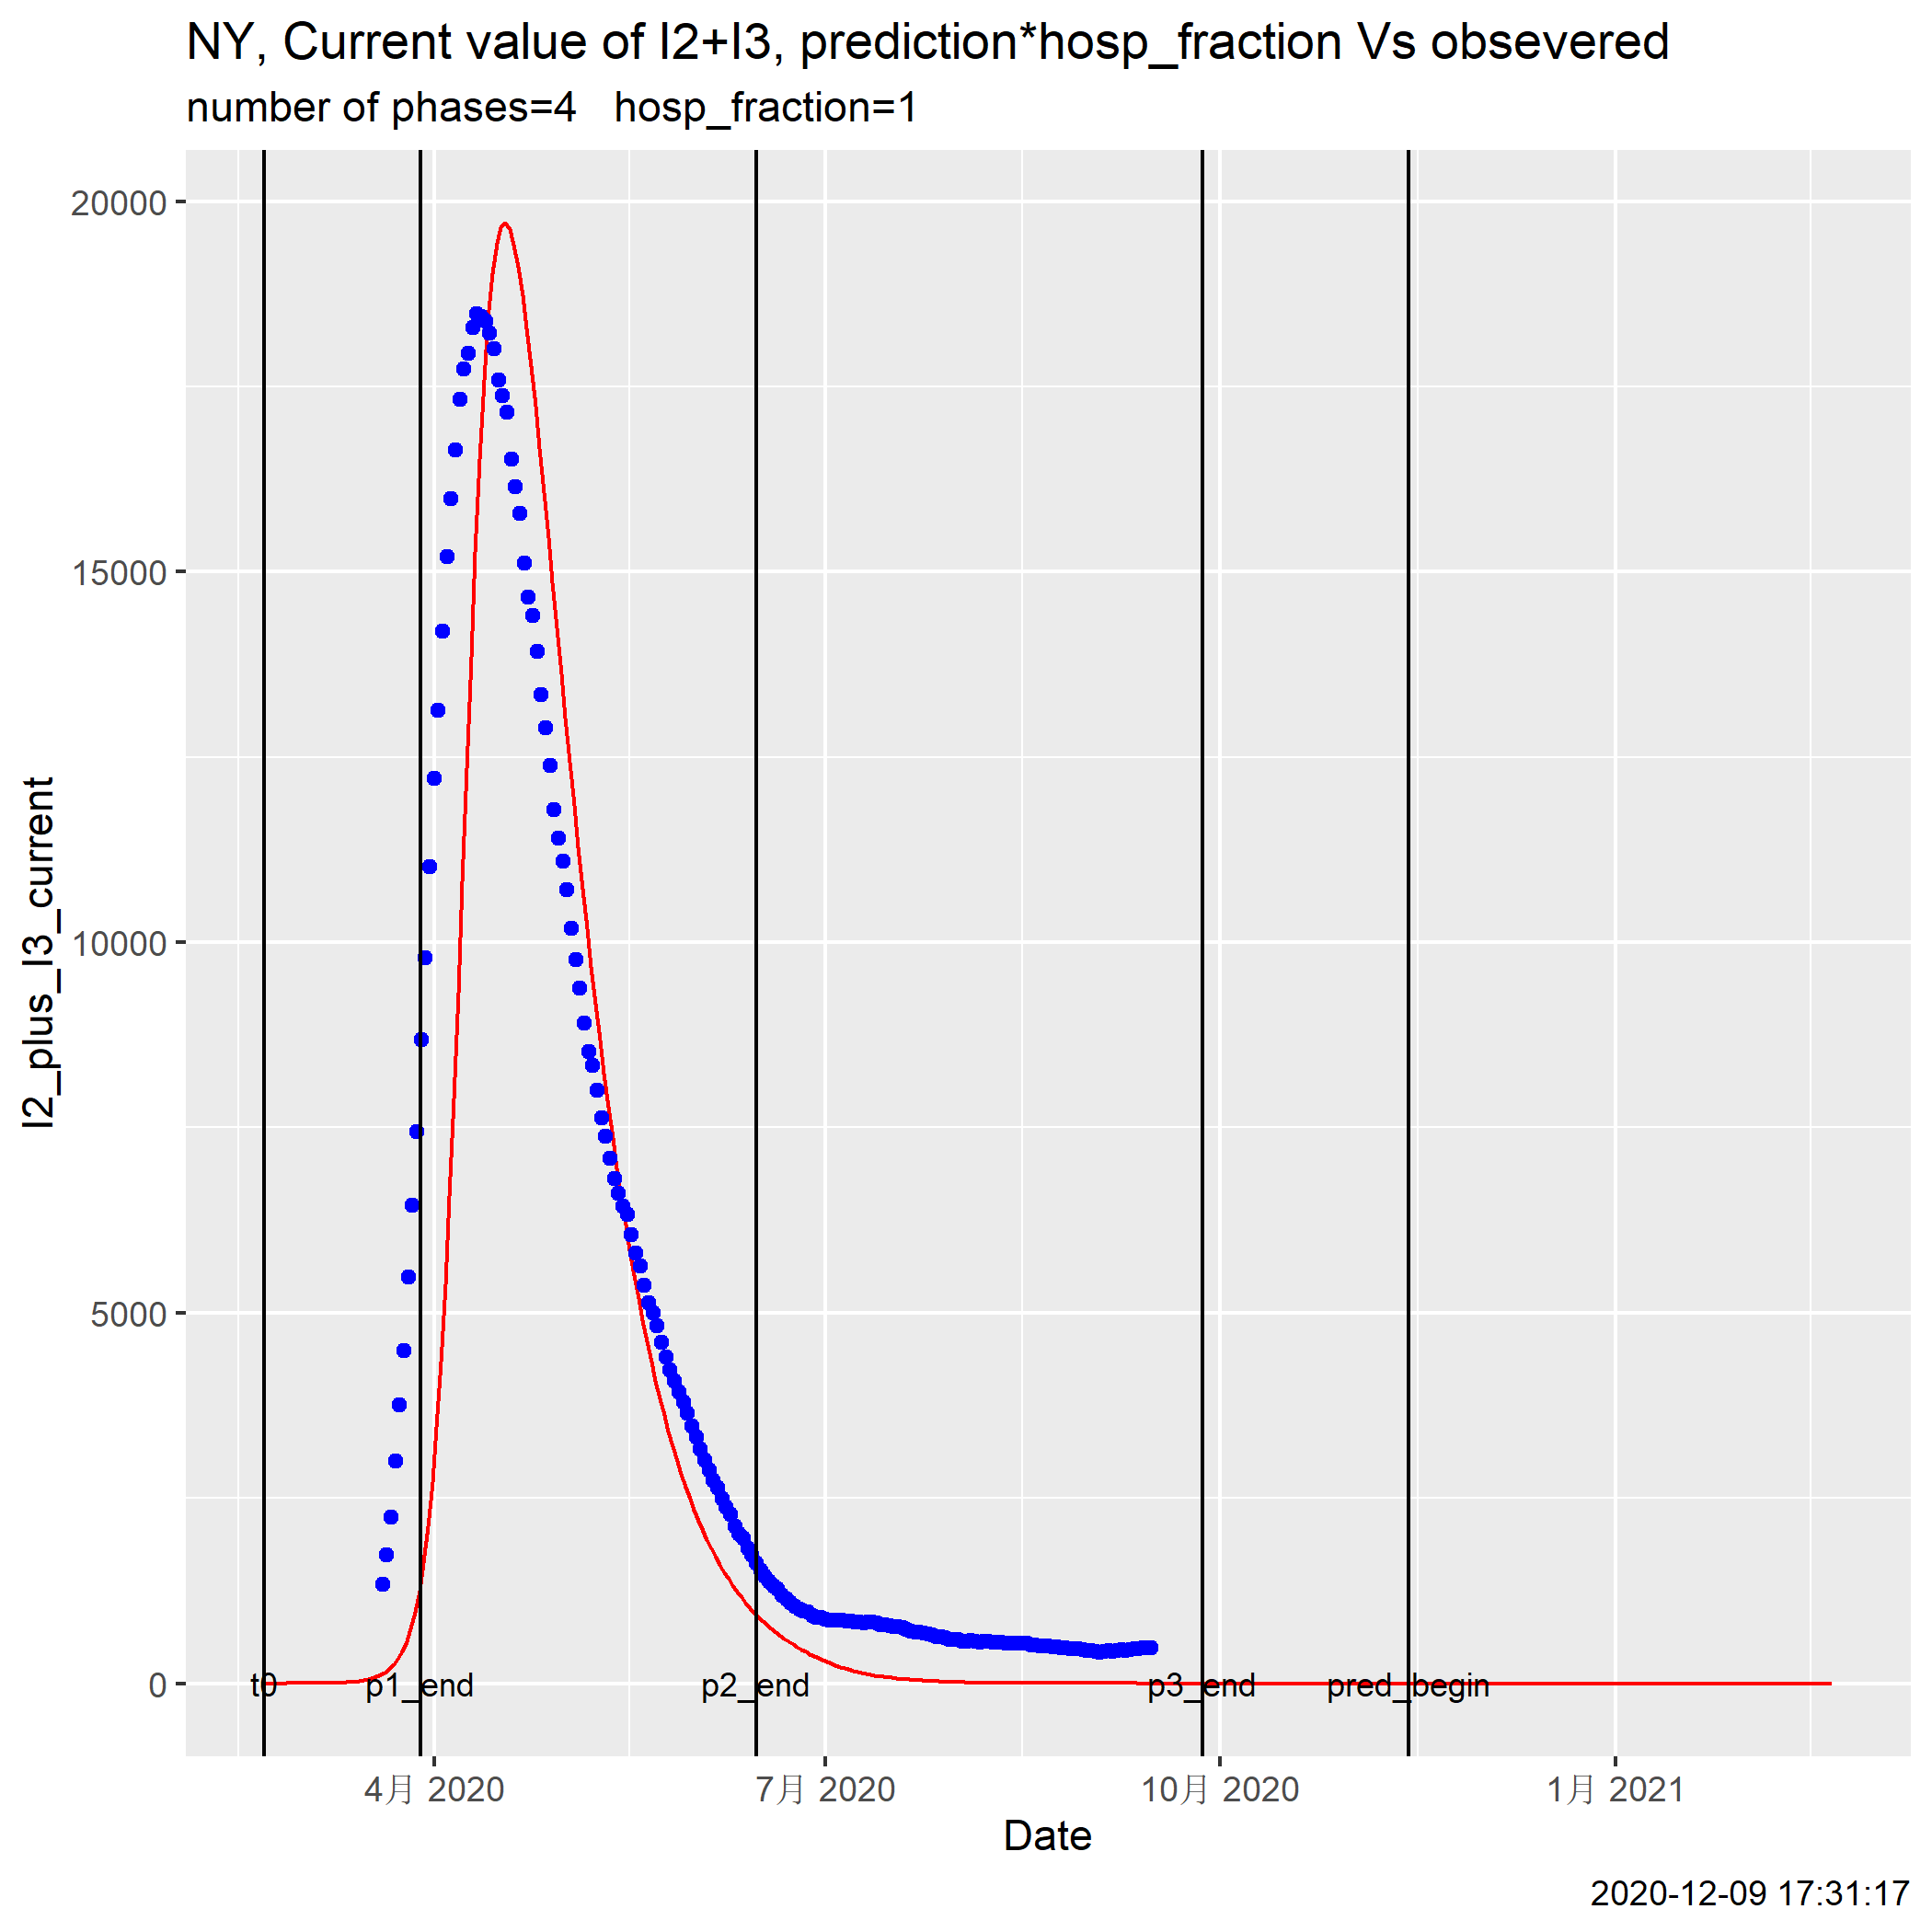 NY, Current value of I2+I3, prediction*hosp_fraction Vs obsevered
number of phases=4   hosp_fraction=1
I2_plus_I3_current
20000
15000
10000
5000
0
t0
p1_end
p2_end
p3_end
pred_begin
4月 2020
7月 2020
10月 2020
1月 2021
Date
2020-12-09 17:31:17